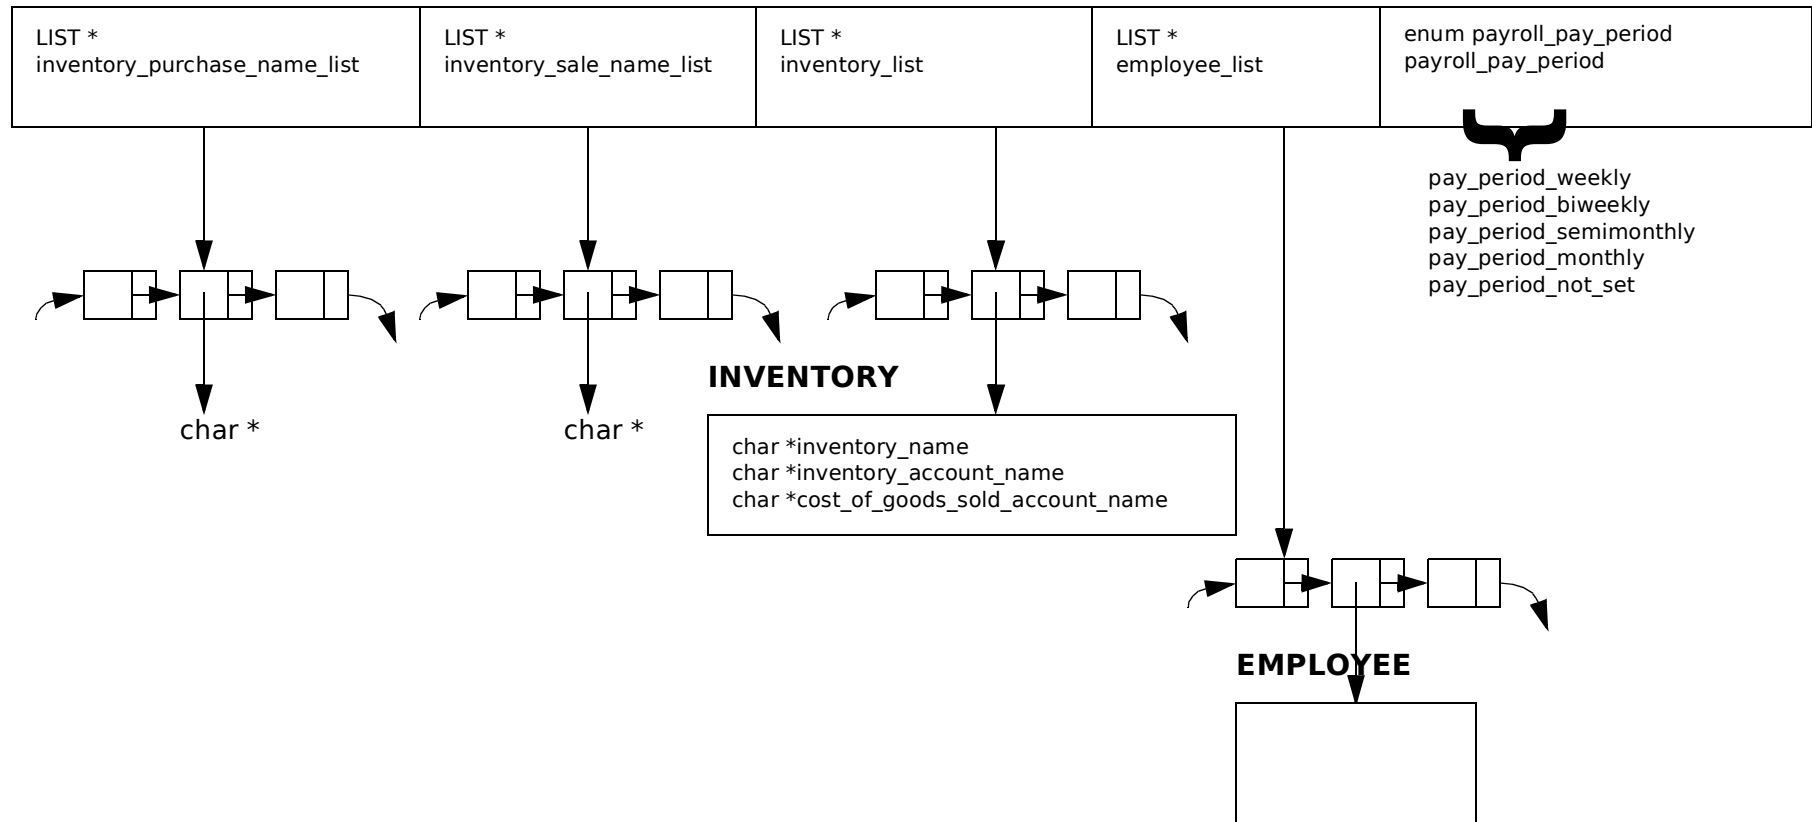 LIST *
inventory_purchase_name_list
LIST *
inventory_sale_name_list
LIST *
inventory_list
LIST *
employee_list
enum payroll_pay_period
payroll_pay_period
pay_period_weekly
pay_period_biweekly
pay_period_semimonthly
pay_period_monthly
pay_period_not_set
char *
char *
INVENTORY
char *inventory_name
char *inventory_account_name
char *cost_of_goods_sold_account_name
EMPLOYEE